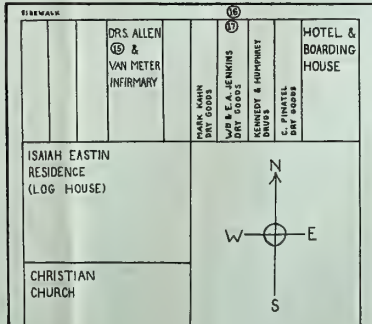 SIDEWALK
16
17
DRS. ALLEN
15 &
VAN METER
INFIRMARY
MARK KAHN
DRY GOODS
WD & E.A. JENKINS
DRY GOODS
KENNEDY & HUMPHREY
DRUGS
C. PINATEL
DRY GOODS
HOTEL &
BOARDING
HOUSE
ISAIAH EASTIN
RESIDENCE
(LOG HOUSE)
N
W
E
S
CHRISTIAN
CHURCH